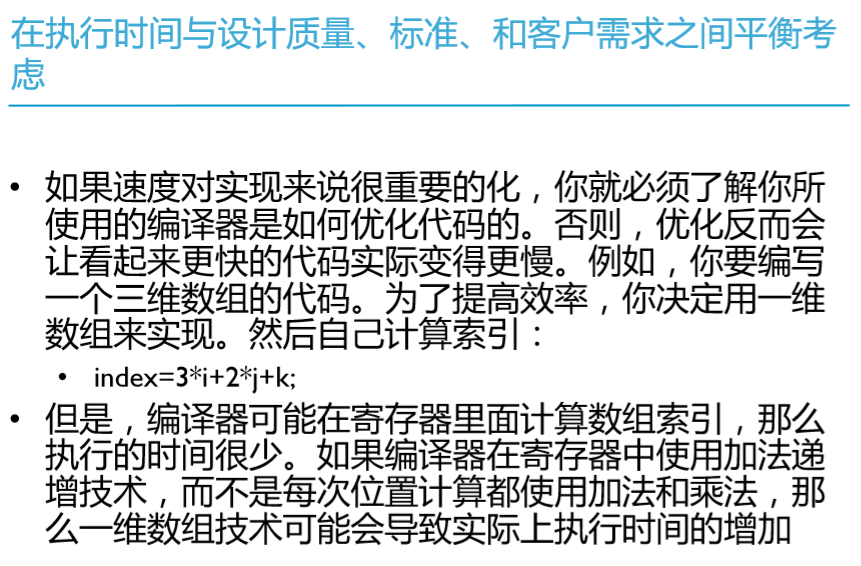 在执行时间与设计质量、标准、和客户需求之间平衡考
虑
• 如果速度对实现来说很重要的化，你就必须了解你所
使用的编译器是如何优化代码的。否则，优化反而会
让看起来更快的代码实际变得更慢。例如，你要编写
一个三维数组的代码。为了提高效率，你决定用一维
数组来实现。然后自己计算索引：
• index=3*i+2*j+k;
• 但是，编译器可能在寄存器里面计算数组索引，那么
执行的时间很少。如果编译器在寄存器中使用加法递
增技术，而不是每次位置计算都使用加法和乘法，那
么一维数组技术可能会导致实际上执行时间的增加